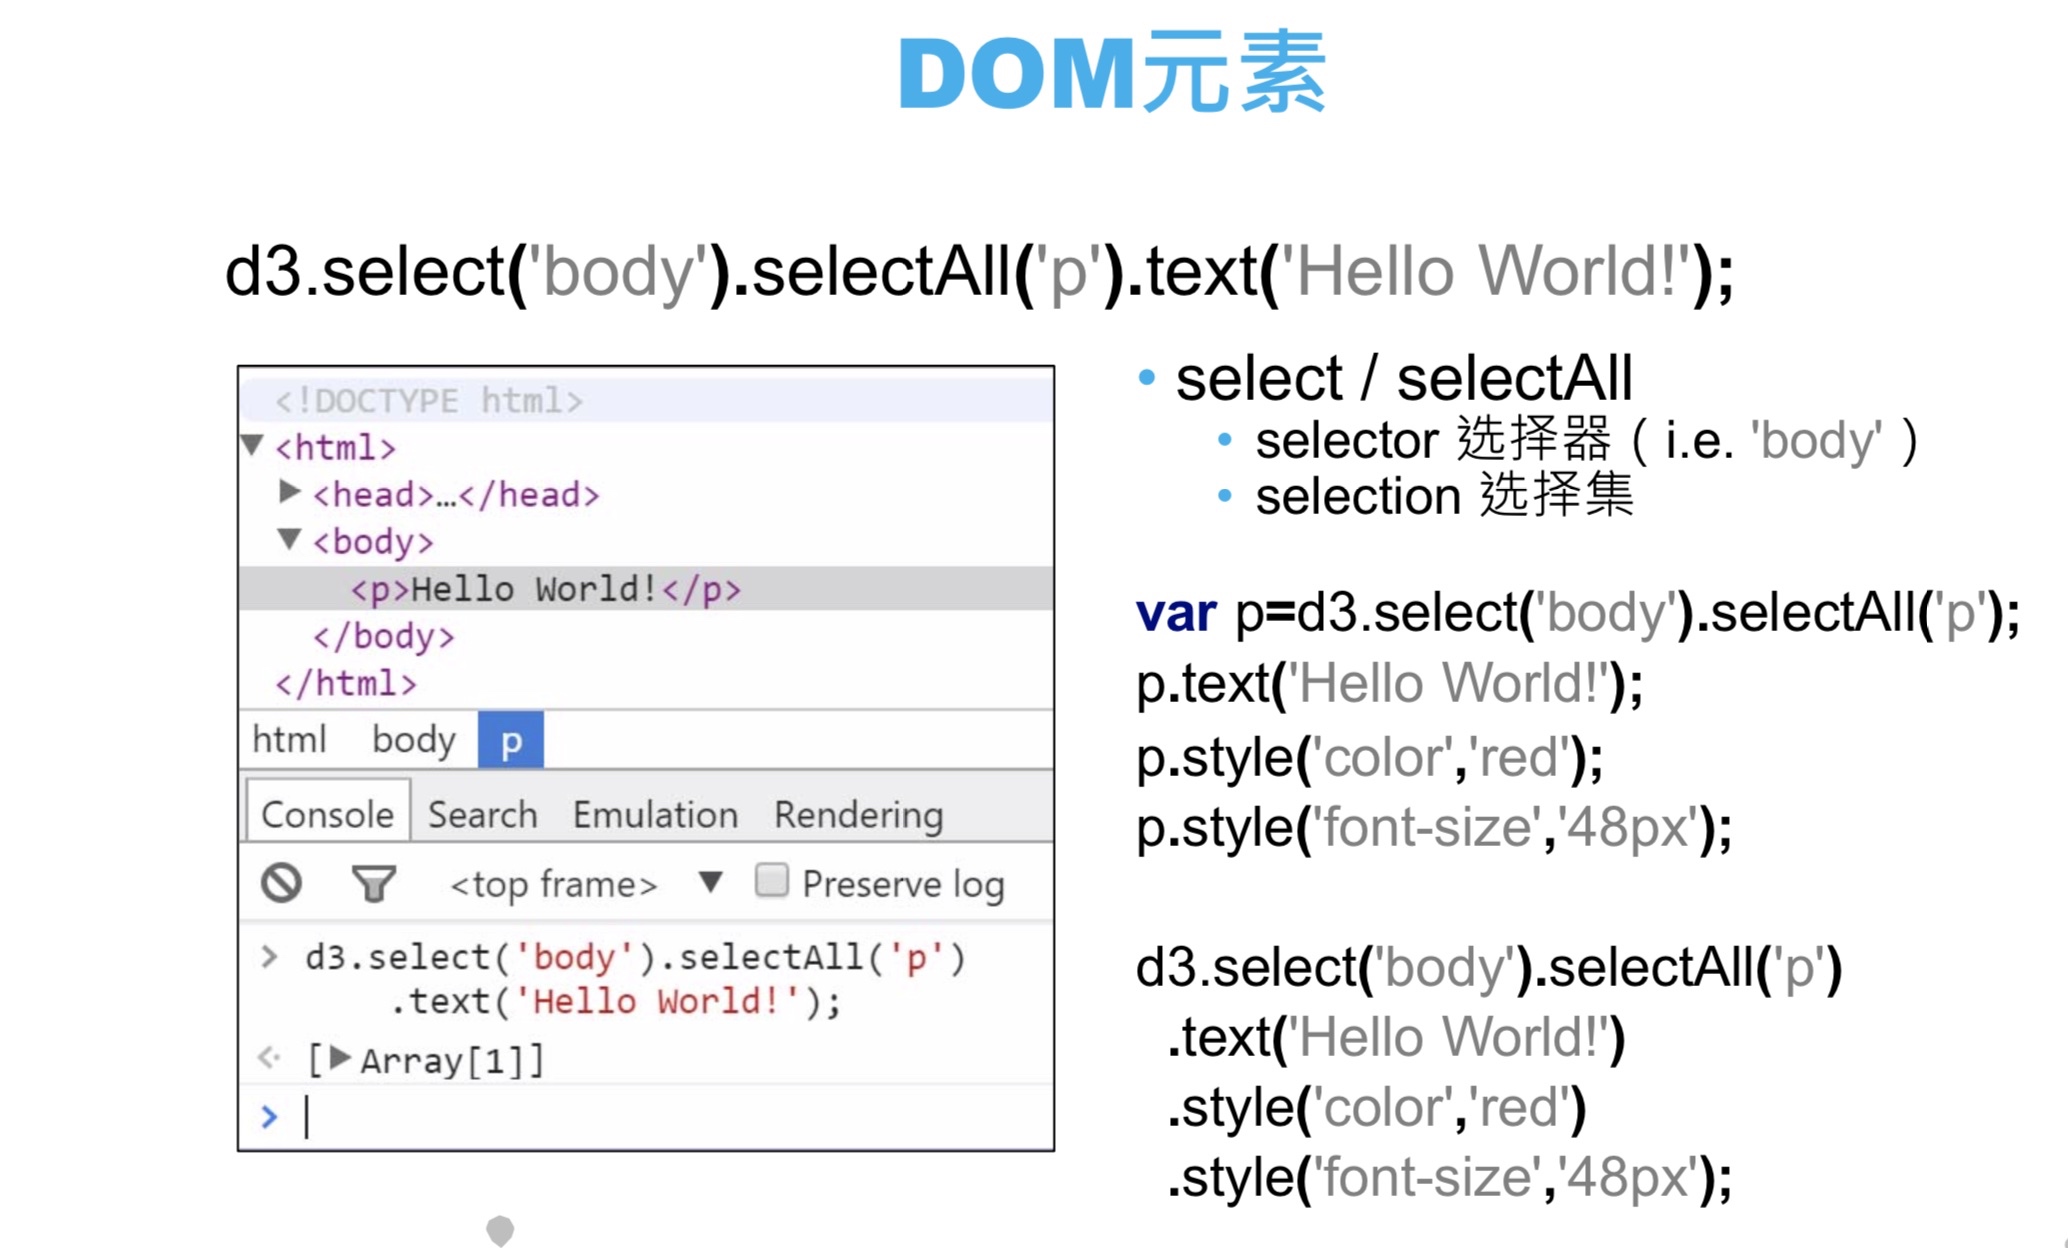 DOM元素
d3.select('body').selectAll('p').text('Hello World!');
<!DOCTYPE html>
▼<html>
▶<head>…</head>
▼<body>
<p>Hello World!</p>
</body>
</html>
html body p
Console Search Emulation Rendering
<top frame> ▼ Preserve log
> d3.select('body').selectAll('p')
.text('Hello World!');
[▶Array[1]]
>
• select / selectAll
• selector 选择器（i.e. 'body'）
• selection 选择集
var p=d3.select('body').selectAll('p');
p.text('Hello World!');
p.style('color','red');
p.style('font-size','48px');
d3.select('body').selectAll('p')
.text('Hello World!')
.style('color','red')
.style('font-size','48px');